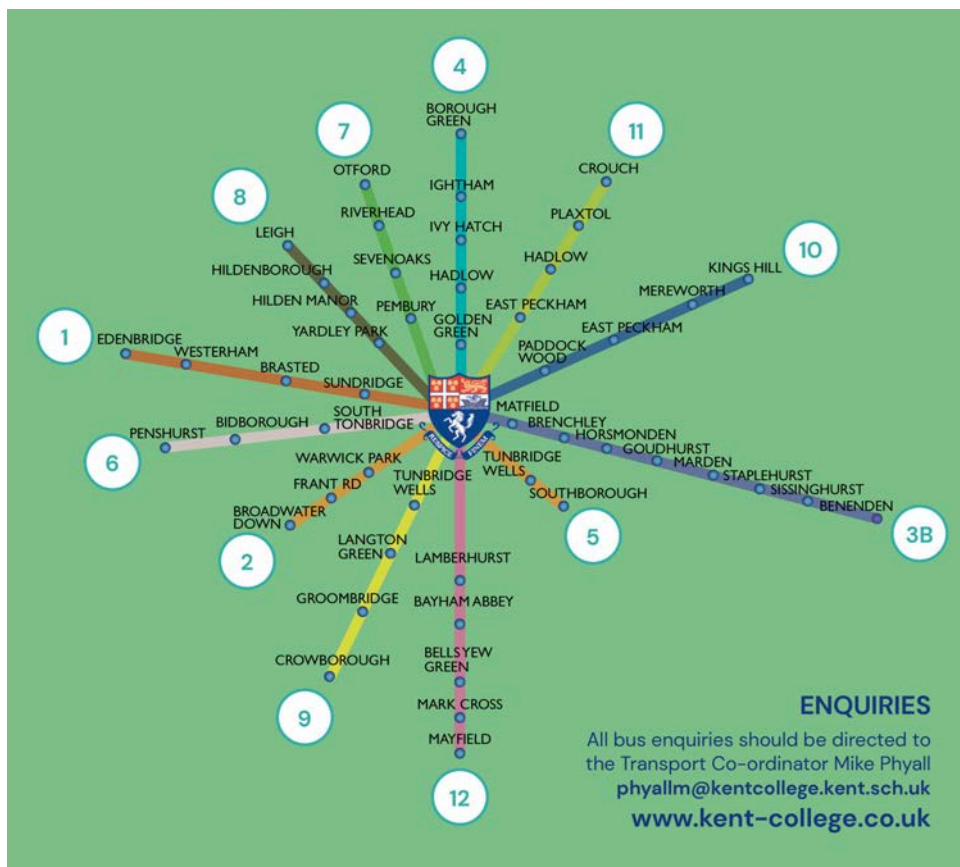 4
BOROUGH
GREEN
IGHTHAM
IVY HATCH
HADLOW
GOLDEN
GREEN
7
OTFORD
RIVERHEAD
SEVENOAKS
PEMBURY
11
CROUCH
PLAXTOL
HADLOW
EAST PECKHAM
8
LEIGH
HILDENBOROUGH
HILDEN MANOR
YARDLEY PARK
10
KINGS HILL
MEREWORTH
EAST PECKHAM
PADDOCK
WOOD
1
EDENBRIDGE
WESTERHAM
BRASTED
SUNDRIDGE
6
PENSHURST
BIDBOROUGH
SOUTH
TONBRIDGE
RESPICE
FINEM
MATFIELD
BRENCHLEY
HORSMONDEN
GOUDHURST
MARDEN
STAPLEHURST
SISSINGHURST
BENENDEN
3B
WARWICK PARK
FRANT RD
BROADWATER
DOWN
2
TUNBRIDGE
WELLS
LANGTON
GREEN
GROOMBRIDGE
CROWBOROUGH
9
TUNBRIDGE
WELLS
SOUTHBOROUGH
5
LAMBERHURST
BAYHAM ABBEY
BELLSYEW
GREEN
MARK CROSS
MAYFIELD
12
ENQUIRIES
All bus enquiries should be directed to
the Transport Co-ordinator Mike Phyall
phyallm@kentcollege.kent.sch.uk
www.kent-college.co.uk